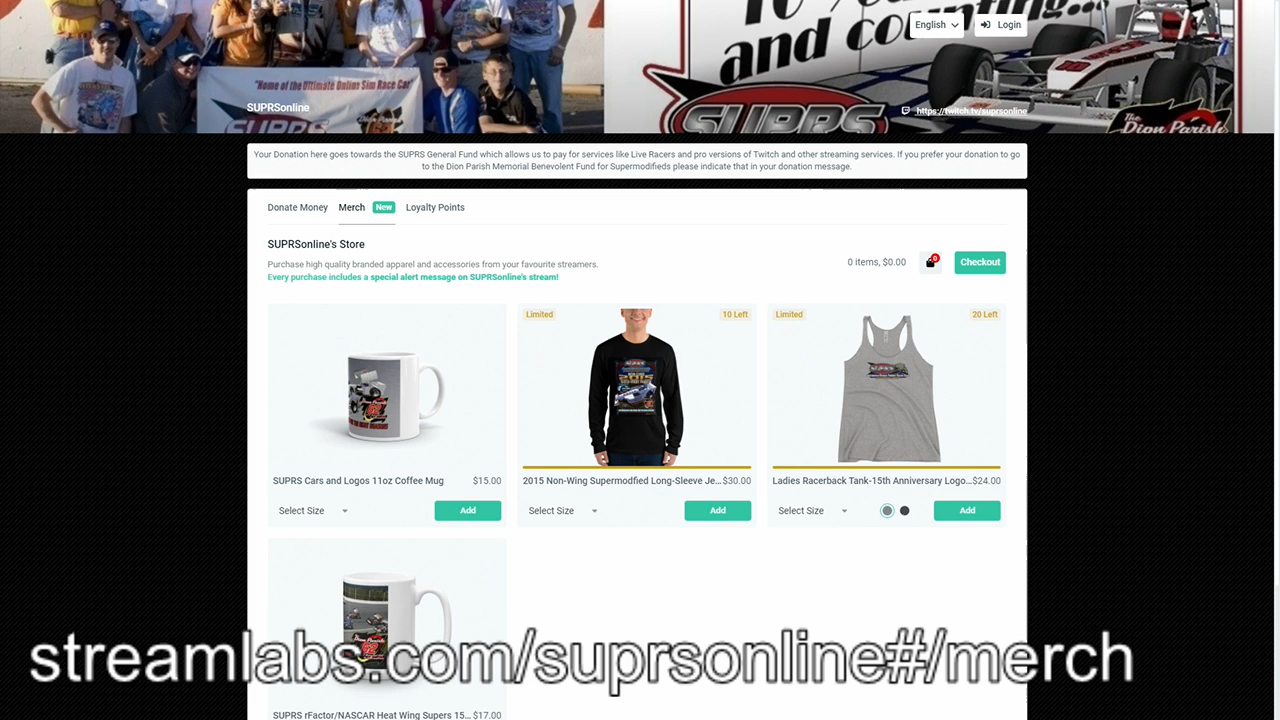 10 Years
and counting...
English
Login
"Home of the Ultimate Online Sim Race Car"
SUPRSonline
SUPRS
https://twitch.tv/suprsonline
The
Dion Parish
Your Donation here goes towards the SUPRS General Fund which allows us to pay for services like Live Racers and pro versions of Twitch and other streaming services. If you prefer your donation to go
to the Dion Parish Memorial Benevolent Fund for Supermodifieds please indicate that in your donation message.
Donate Money
Merch New
Loyalty Points
SUPRSonline's Store
Purchase high quality branded apparel and accessories from your favourite streamers.
Every purchase includes a special alert message on SUPRSonline's stream!
0 items, $0.00
0
Checkout
Limited
10 Left
Limited
20 Left
SUPRS Cars and Logos 11oz Coffee Mug $15.00
2015 Non-Wing Supermodfied Long-Sleeve Je... $30.00
Ladies Racerback Tank-15th Anniversary Logo... $24.00
Select Size
Add
Select Size
Add
Select Size
Add
streamlabs.com/suprsonline#/merch
SUPRS rFactor/NASCAR Heat Wing Supers 15... $17.00